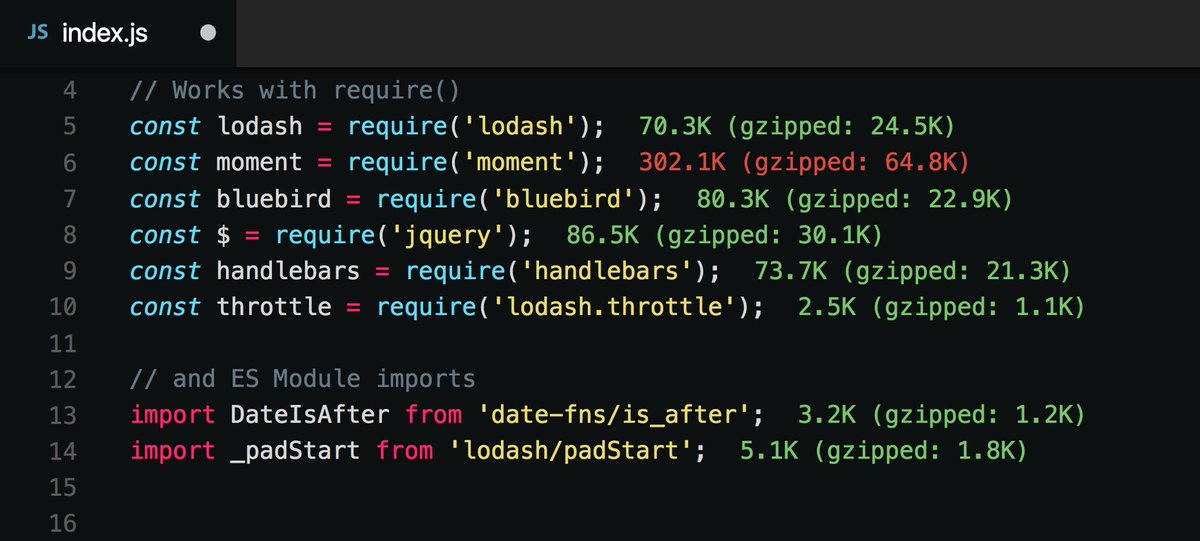 JS index.js
4 // Works with require()
5 const lodash = require('lodash'); 70.3K (gzipped: 24.5K)
6 const moment = require('moment'); 302.1K (gzipped: 64.8K)
7 const bluebird = require('bluebird'); 80.3K (gzipped: 22.9K)
8 const $ = require('jquery'); 86.5K (gzipped: 30.1K)
9 const handlebars = require('handlebars'); 73.7K (gzipped: 21.3K)
10 const throttle = require('lodash.throttle'); 2.5K (gzipped: 1.1K)
11
12 // and ES Module imports
13 import DateIsAfter from 'date-fns/is_after'; 3.2K (gzipped: 1.2K)
14 import _padStart from 'lodash/padStart'; 5.1K (gzipped: 1.8K)
15
16